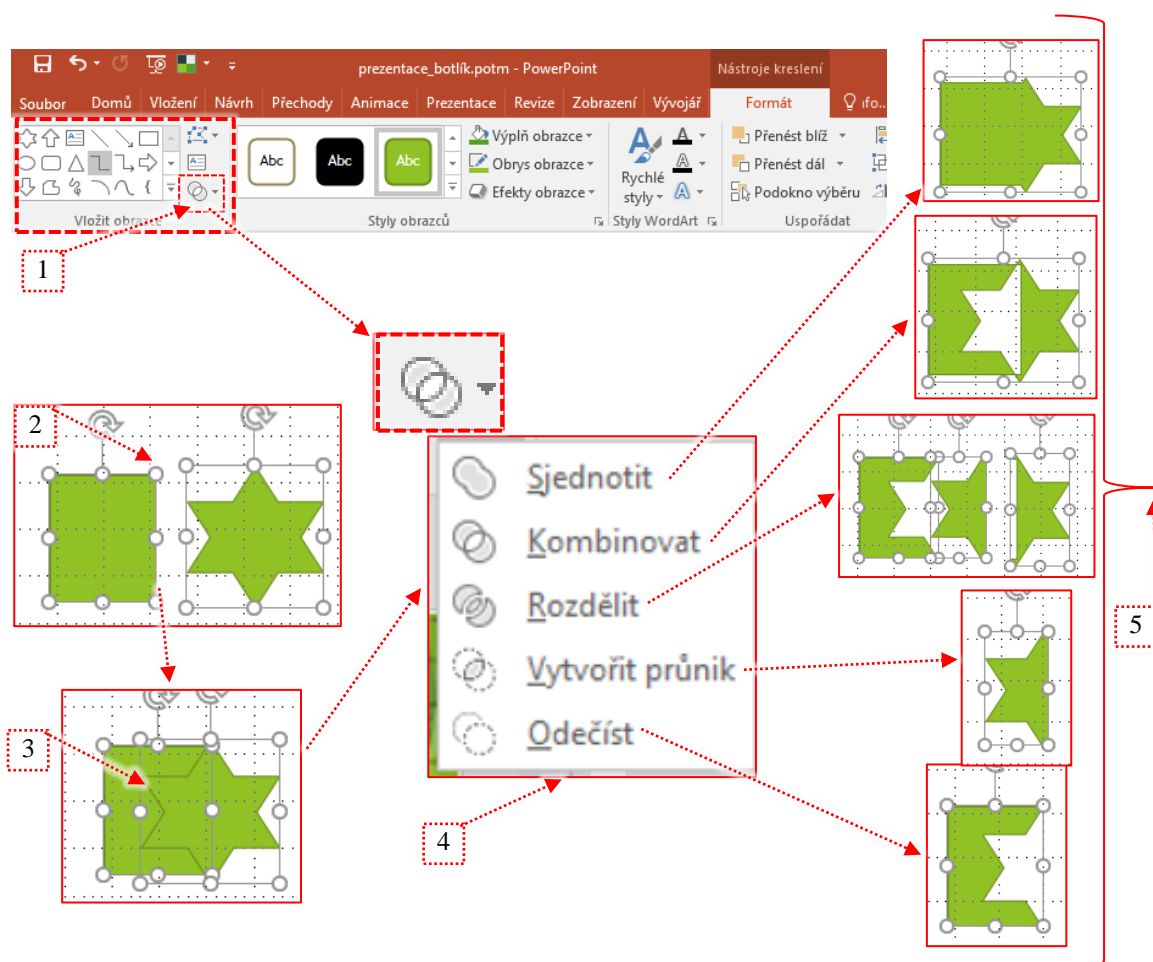 prezentace_botlík.potm - PowerPoint
Nástroje kreslení
Soubor Domů Vložení Návrh Přechody Animace Prezentace Revize Zobrazení Vývojář Formát
Abc Abc Abc
Výplň obrazce
Obrys obrazce
Efekty obrazce
Rychlé
styly
Přenést blíž
Přenést dál
Podokno výběru
Vložit obrazce
Styly obrazců
Styly WordArt
Uspořádat
1
2
3
Sjednotit
Kombinovat
Rozdělit
Vytvořit průnik
Odečíst
4
5